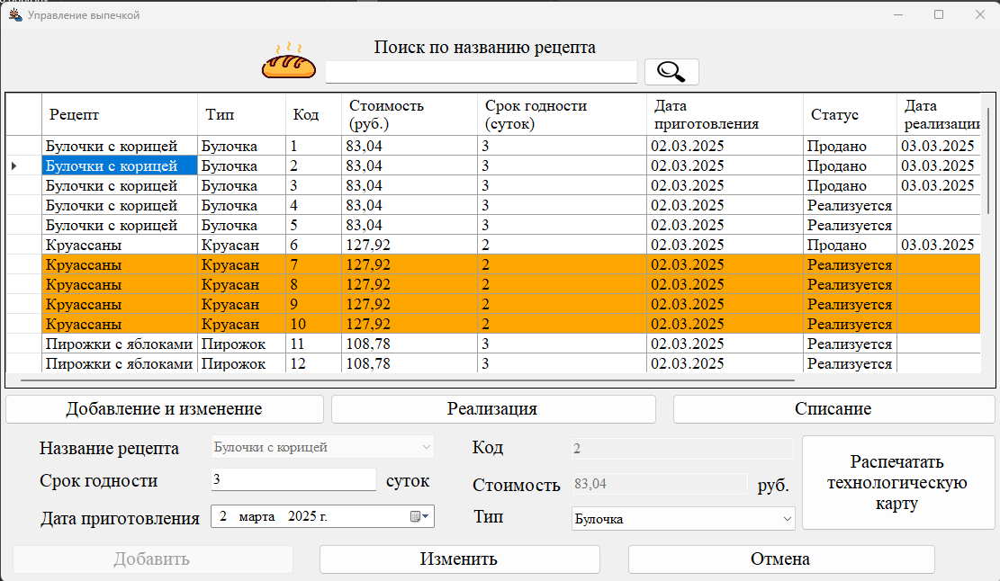 Управление выпечкой
Поиск по названию рецепта
Рецепт Тип Код Стоимость (руб.) Срок годности (суток) Дата приготовления Статус Дата реализации
Булочки с корицей Булочка 1 83,04 3 02.03.2025 Продано 03.03.2025
Булочки с корицей Булочка 2 83,04 3 02.03.2025 Продано 03.03.2025
Булочки с корицей Булочка 3 83,04 3 02.03.2025 Продано 03.03.2025
Булочки с корицей Булочка 4 83,04 3 02.03.2025 Реализуется
Булочки с корицей Булочка 5 83,04 3 02.03.2025 Реализуется
Круассаны Круасан 6 127,92 2 02.03.2025 Продано 03.03.2025
Круассаны Круасан 7 127,92 2 02.03.2025 Реализуется
Круассаны Круасан 8 127,92 2 02.03.2025 Реализуется
Круассаны Круасан 9 127,92 2 02.03.2025 Реализуется
Круассаны Круасан 10 127,92 2 02.03.2025 Реализуется
Пирожки с яблоками Пирожок 11 108,78 3 02.03.2025 Реализуется
Пирожки с яблоками Пирожок 12 108,78 3 02.03.2025 Реализуется
Добавление и изменение Реализация Списание
Название рецепта Булочки с корицей Код 2
Срок годности 3 суток Стоимость 83,04 руб.
Дата приготовления 2 марта 2025 г. Тип Булочка
Распечатать
технологическую
карту
Добавить Изменить Отмена